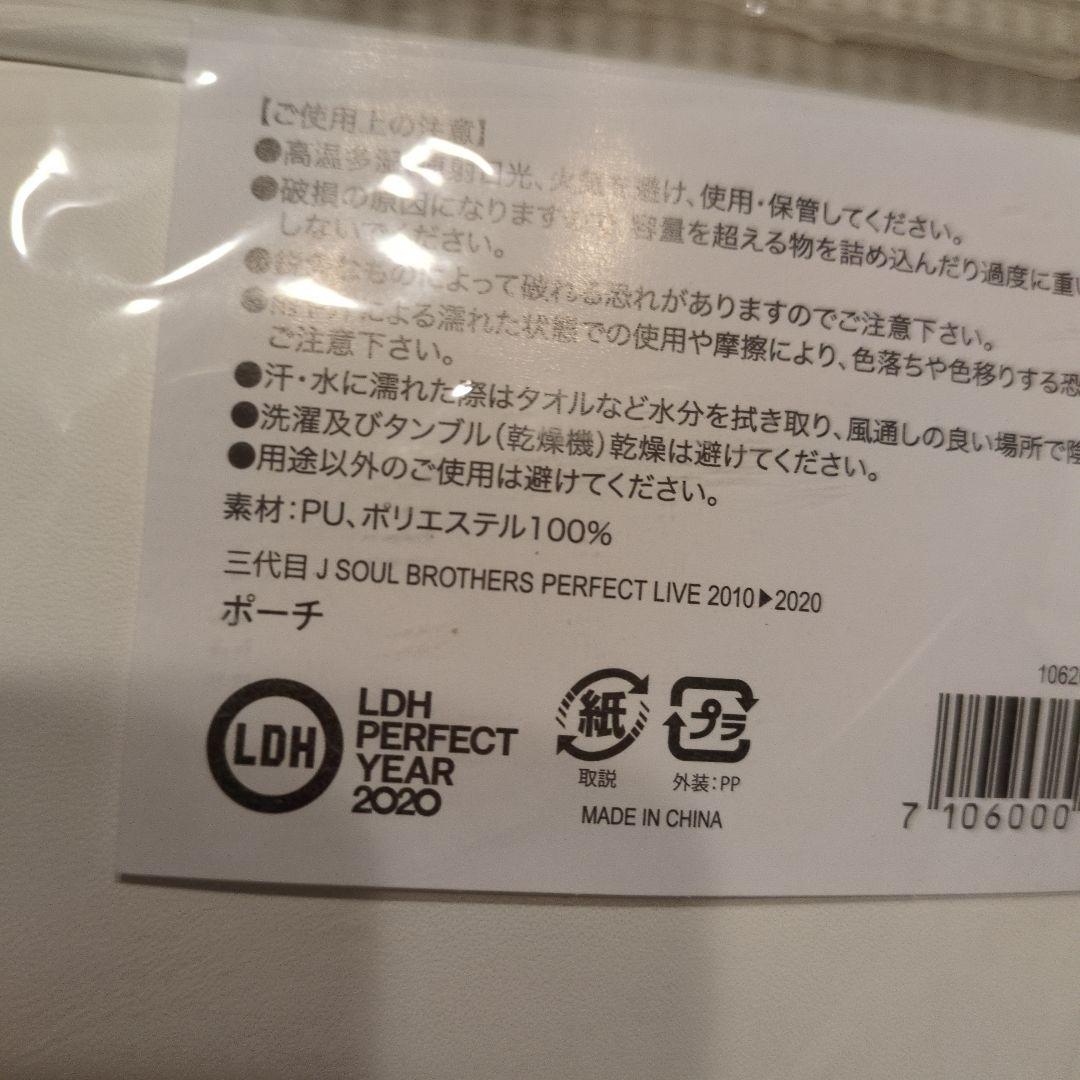 【ご使用上の注意】
●高温多湿、直射日光、火気を避け、使用・保管してください。
●破損の原因になりますので、容量を超える物を詰め込んだり過度に重い
しないでください。
なものによって破れる恐れがありますのでご注意下さい。
による濡れた状態での使用や摩擦により、色落ちや色移りする恐
ご注意下さい。
●汗・水に濡れた際はタオルなど水分を拭き取り、風通しの良い場所で陰
●洗濯及びタンブル(乾燥機)乾燥は避けてください。
●用途以外のご使用は避けてください。
素材：PU、ポリエステル100%
三代目 J SOUL BROTHERS PERFECT LIVE 2010▶2020
ポーチ
LDH
LDH
PERFECT
YEAR
2020
紙
取説
プラ
外装：PP
MADE IN CHINA
1062
7 106000